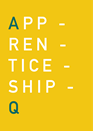 APP -
REN -
TICE -
SHIP -
Q